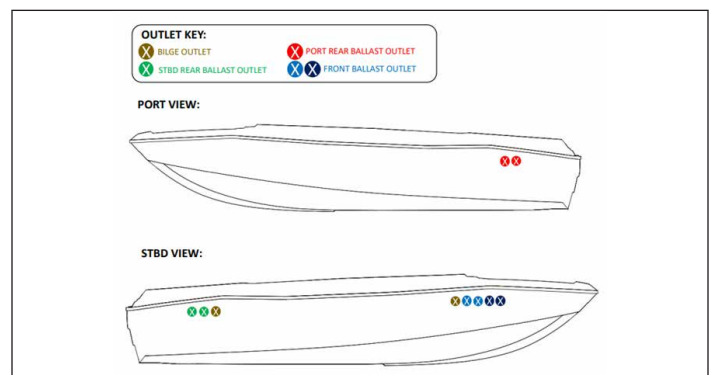 OUTLET KEY:
X BILGE OUTLET X PORT REAR BALLAST OUTLET
X STBD REAR BALLAST OUTLET X X FRONT BALLAST OUTLET
PORT VIEW:
X X
STBD VIEW:
X X X X X
X X X